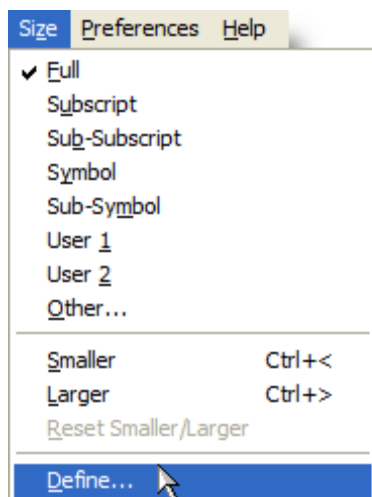 Size Preferences Help
Full
Subscript
Sub-Subscript
Symbol
Sub-Symbol
User 1
User 2
Other...
Smaller Ctrl+<
Larger Ctrl+>
Reset Smaller/Larger
Define...